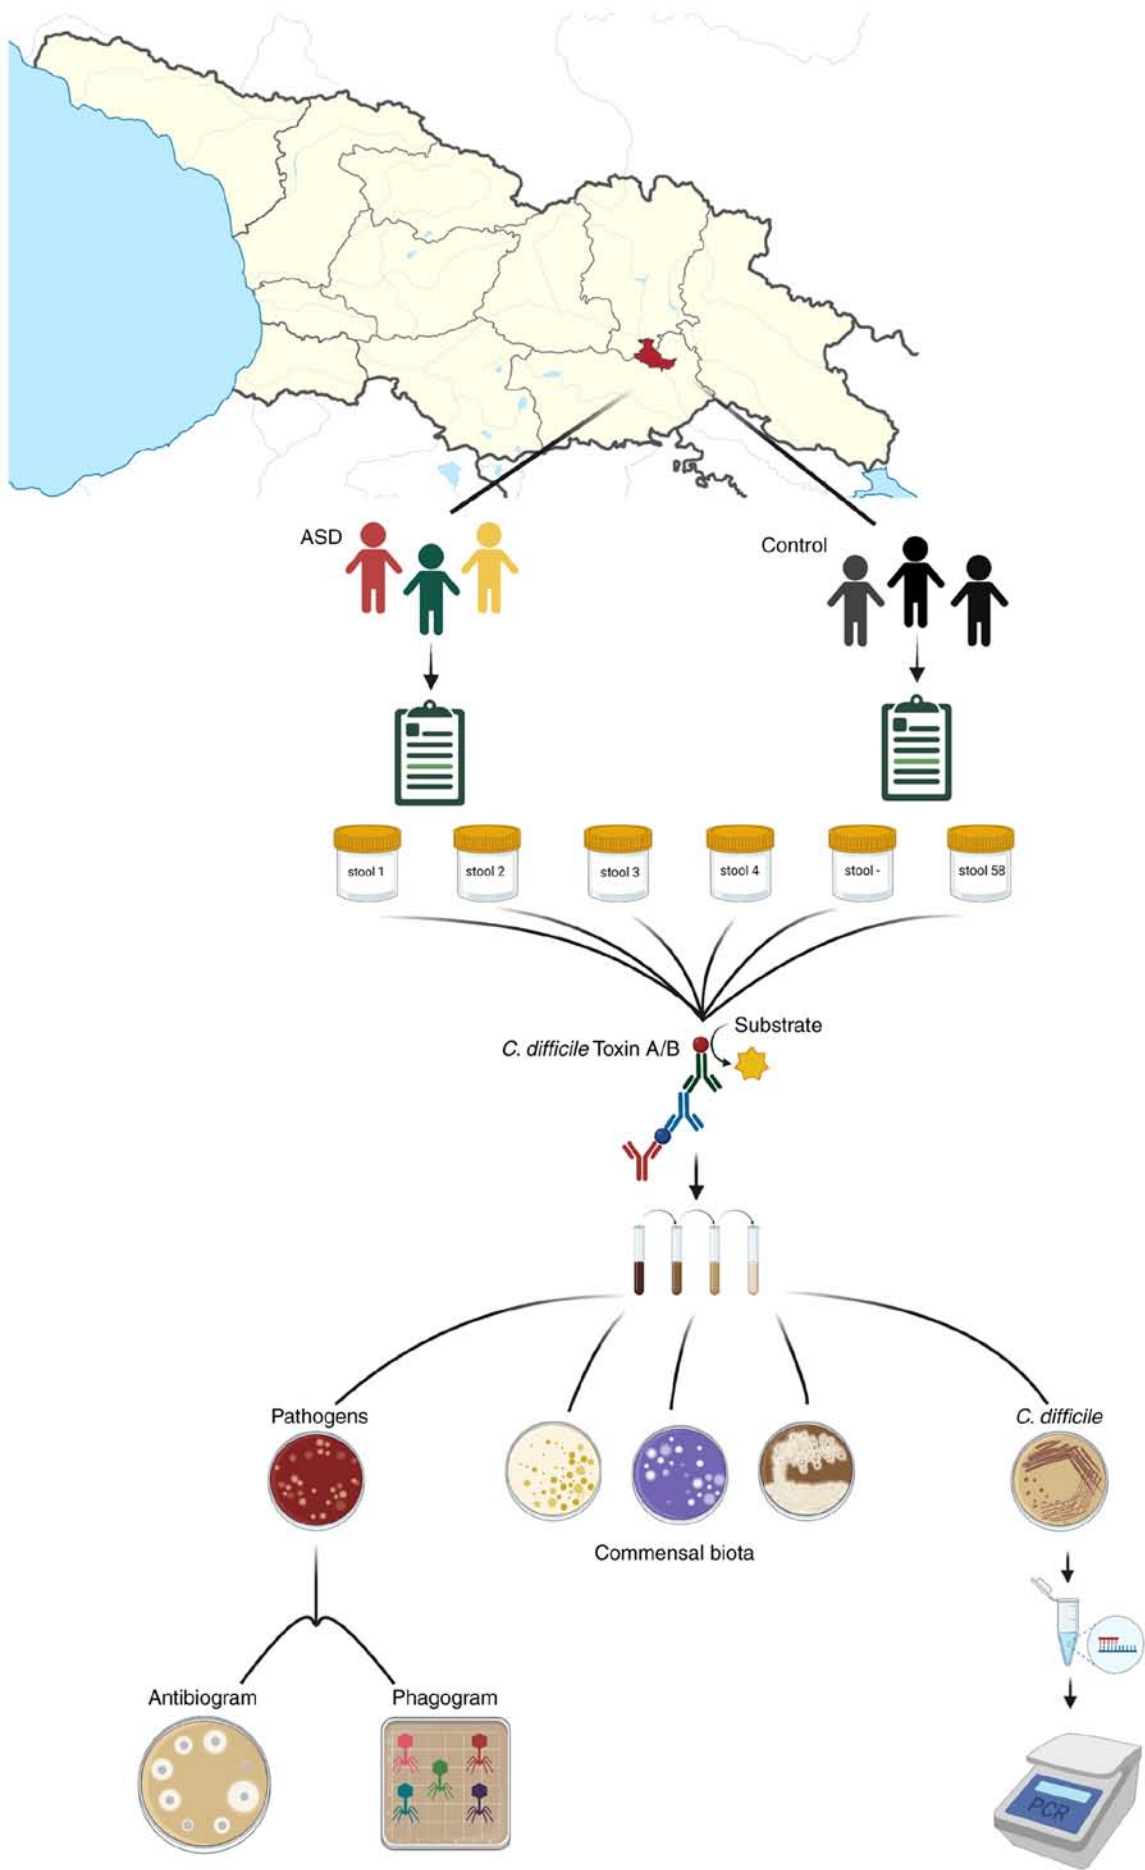 ASD
Control
stool 1
stool 2
stool 3
stool 4
stool -
stool 58
Substrate
C. difficile Toxin A/B
Pathogens
C. difficile
Commensal biota
Antibiogram
Phagogram
PCR